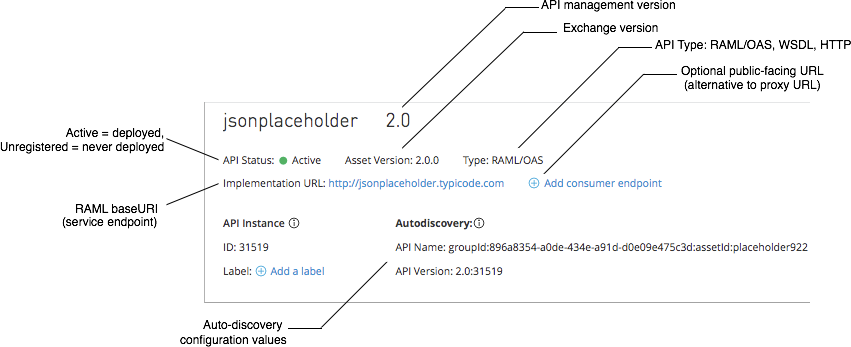 API management version
Exchange version
API Type: RAML/OAS, WSDL, HTTP
Optional public-facing URL
(alternative to proxy URL)
jsonplaceholder 2.0
Active = deployed,
Unregistered = never deployed
API Status: Active Asset Version: 2.0.0 Type: RAML/OAS
Implementation URL: http://jsonplaceholder.typicode.com Add consumer endpoint
RAML baseURI
(service endpoint)
API Instance Autodiscovery:
ID: 31519 API Name: groupId:896a8354-a0de-434e-a91d-d0e09e475c3d:assetId:placeholder922
Label: Add a label API Version: 2.0:31519
Auto-discovery
configuration values